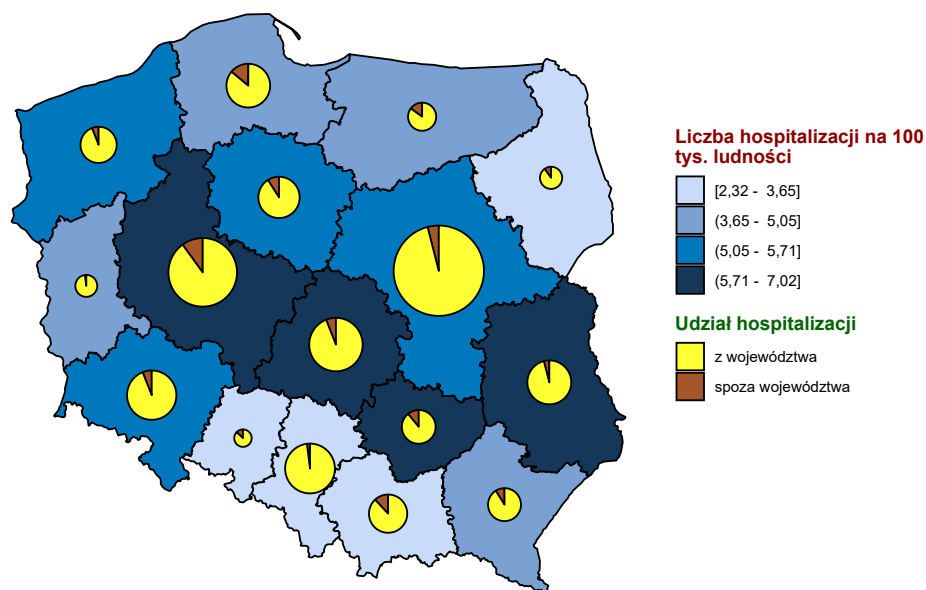 Liczba hospitalizacji na 100
tys. ludności
[2,32 - 3,65]
(3,65 - 5,05]
(5,05 - 5,71]
(5,71 - 7,02]
Udział hospitalizacji
z województwa
spoza województwa